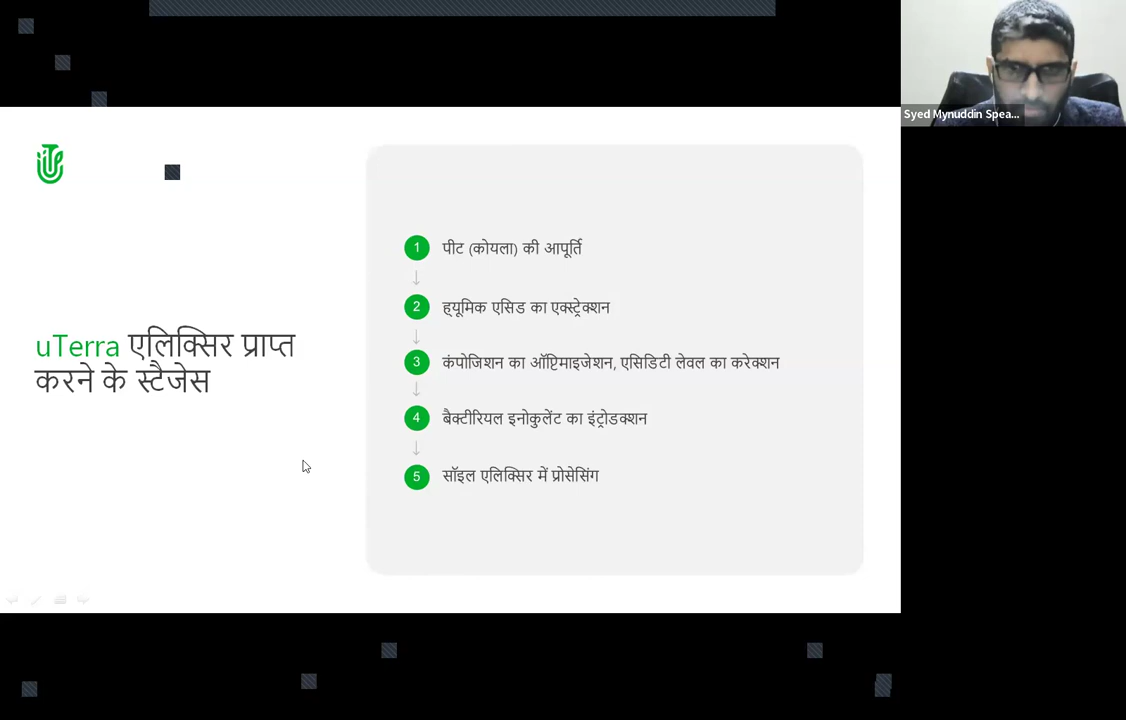 Syed Mynuddin Spea...
uTerra एलिक्सिर प्राप्त
करने के स्टैजेस
1 पीट (कोयला) की आपूर्ति
2 ह्यूमिक एसिड का एक्स्ट्रेक्शन
3 कंपोजिशन का ऑप्टिमाइजेशन, एसिडिटी लेवल का करेक्शन
4 बैक्टीरियल इनोकुलेंट का इंट्रोडक्शन
5 सॉइल एलिक्सिर में प्रोसेसिंग